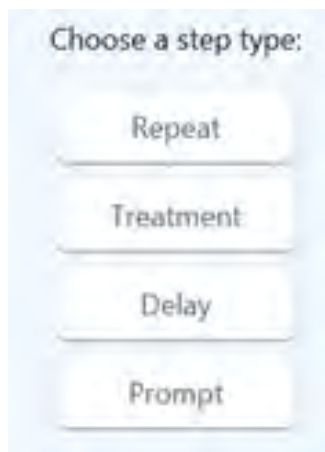 Choose a step type:
Repeat
Treatment
Delay
Prompt